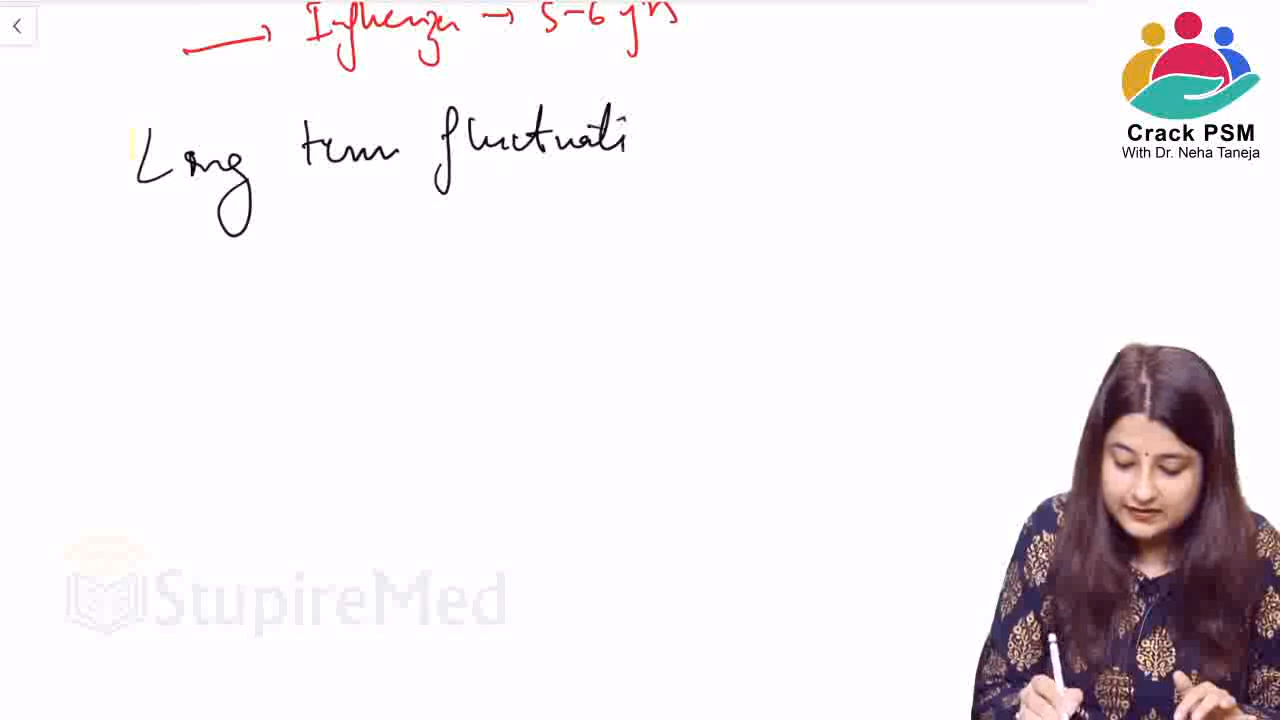 → Influenza → 5-6 yrs
Long term fluctuati
Crack PSM
With Dr. Neha Taneja
StupireMed